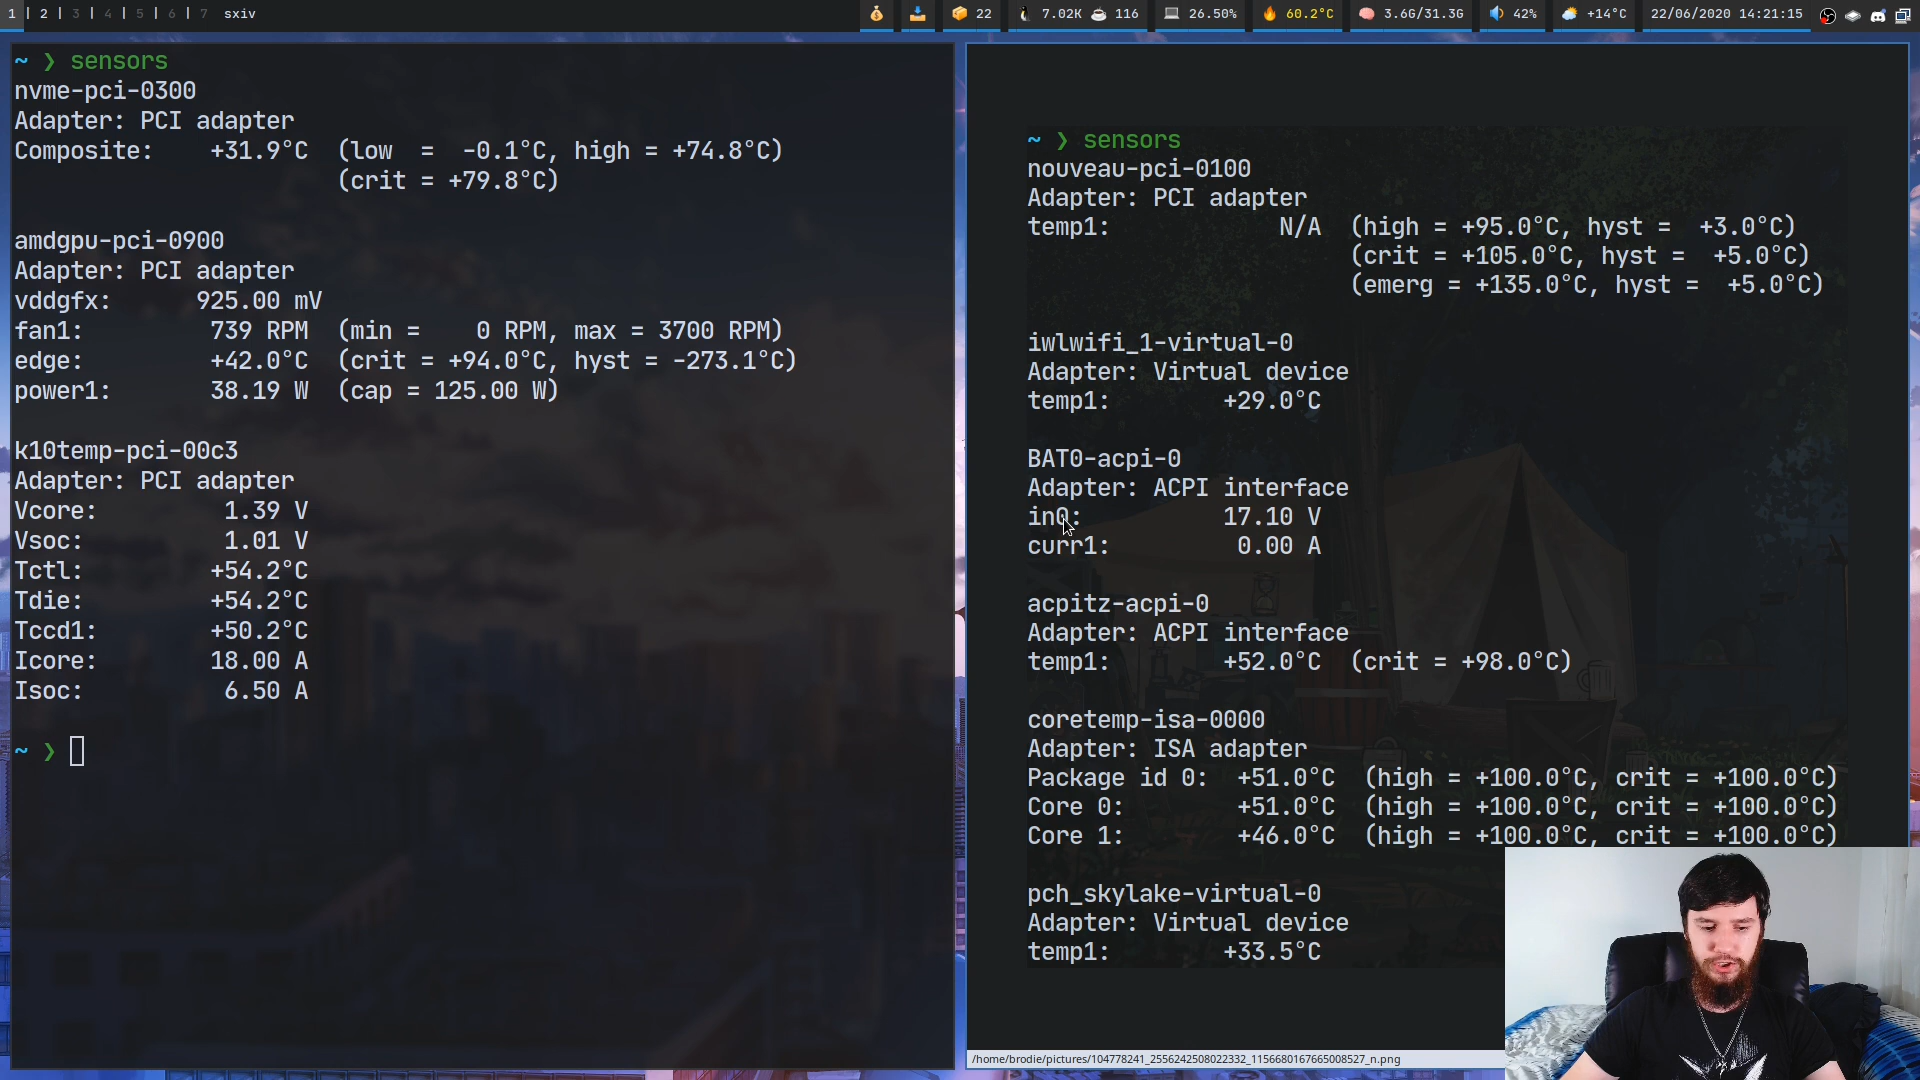 1 | 2 | 3 | 4 | 5 | 6 | 7 sxiv
22 7.02K 116 26.50% 60.2°C 3.6G/31.3G 42% +14°C 22/06/2020 14:21:15
~ ❯ sensors
nvme-pci-0300
Adapter: PCI adapter
Composite: +31.9°C (low = -0.1°C, high = +74.8°C)
(crit = +79.8°C)
amdgpu-pci-0900
Adapter: PCI adapter
vddgfx: 925.00 mV
fan1: 739 RPM (min = 0 RPM, max = 3700 RPM)
edge: +42.0°C (crit = +94.0°C, hyst = -273.1°C)
power1: 38.19 W (cap = 125.00 W)
k10temp-pci-00c3
Adapter: PCI adapter
Vcore: 1.39 V
Vsoc: 1.01 V
Tctl: +54.2°C
Tdie: +54.2°C
Tccd1: +50.2°C
Icore: 18.00 A
Isoc: 6.50 A
~ ❯
~ ❯ sensors
nouveau-pci-0100
Adapter: PCI adapter
temp1: N/A (high = +95.0°C, hyst = +3.0°C)
(crit = +105.0°C, hyst = +5.0°C)
(emerg = +135.0°C, hyst = +5.0°C)
iwlwifi_1-virtual-0
Adapter: Virtual device
temp1: +29.0°C
BAT0-acpi-0
Adapter: ACPI interface
in0: 17.10 V
curr1: 0.00 A
acpitz-acpi-0
Adapter: ACPI interface
temp1: +52.0°C (crit = +98.0°C)
coretemp-isa-0000
Adapter: ISA adapter
Package id 0: +51.0°C (high = +100.0°C, crit = +100.0°C)
Core 0: +51.0°C (high = +100.0°C, crit = +100.0°C)
Core 1: +46.0°C (high = +100.0°C, crit = +100.0°C)
pch_skylake-virtual-0
Adapter: Virtual device
temp1: +33.5°C
/home/brodie/pictures/104778241_2556242508022332_1156680167665008527_n.png